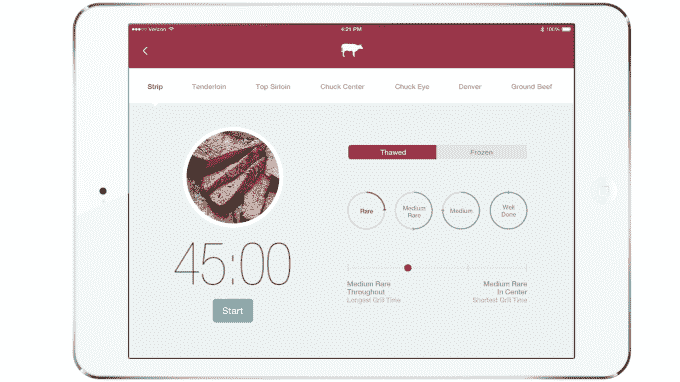 Verizon 4:21 PM 100%
Strip Tenderloin Top Sirloin Chuck Center Chuck Eye Denver Ground Beef
Thawed Frozen
Rare
Medium
Rare
Medium
Well
Done
45:00
Start
Medium Rare
Throughout
Longest Grill Time
Medium Rare
In Center
Shortest Grill Time